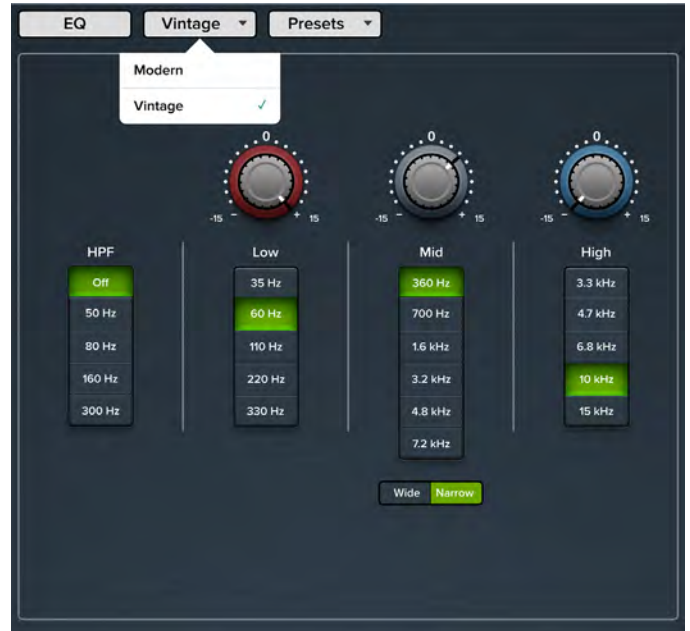 EQ Vintage Presets
Modern
Vintage ✓
0 0 0
-15 - + 15 -15 - + 15 -15 - + 15
HPF Low Mid High
Off 35 Hz 360 Hz 3.3 kHz
50 Hz 60 Hz 700 Hz 4.7 kHz
80 Hz 110 Hz 1.6 kHz 6.8 kHz
160 Hz 220 Hz 3.2 kHz 10 kHz
300 Hz 330 Hz 4.8 kHz 15 kHz
7.2 kHz
Wide Narrow